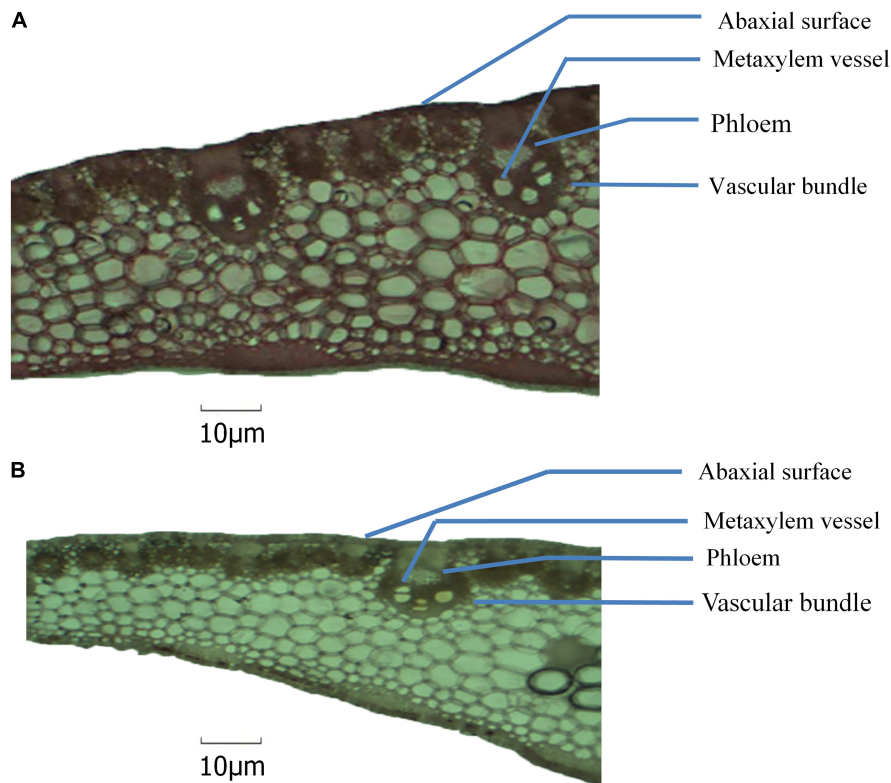 A
Abaxial surface
Metaxylem vessel
Phloem
Vascular bundle
10μm
B
Abaxial surface
Metaxylem vessel
Phloem
Vascular bundle
10μm